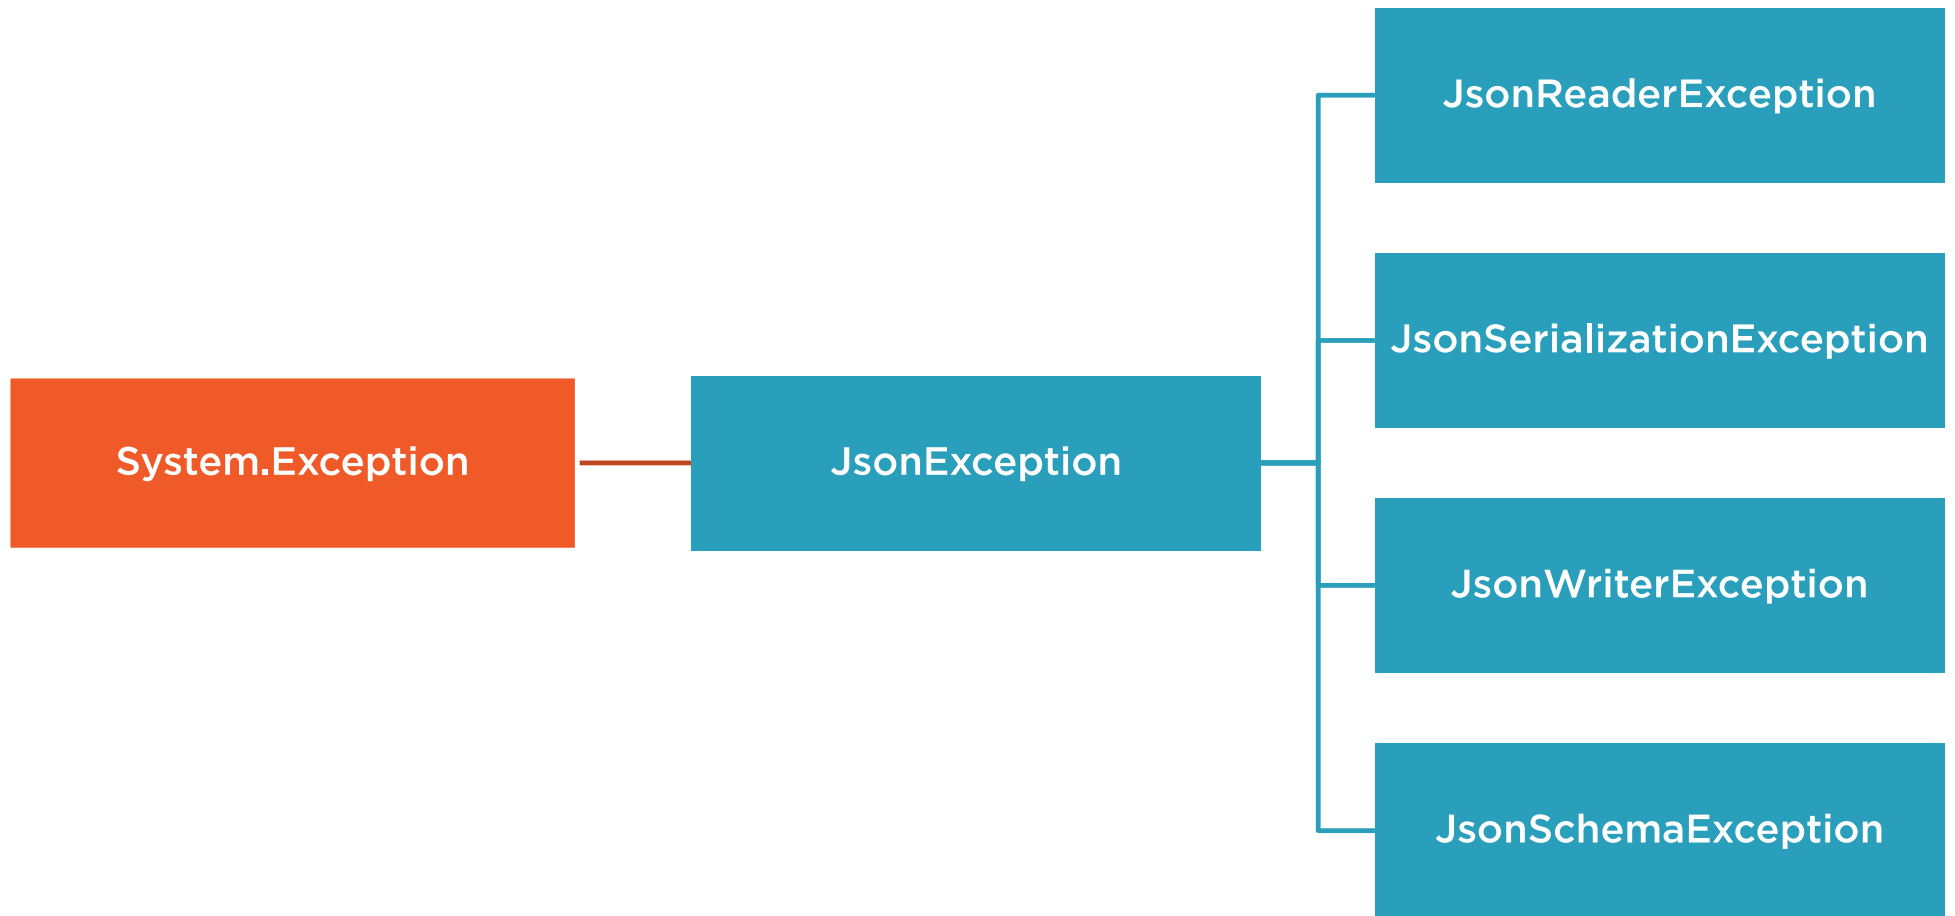 System.Exception
JsonException
JsonReaderException
JsonSerializationException
JsonWriterException
JsonSchemaException